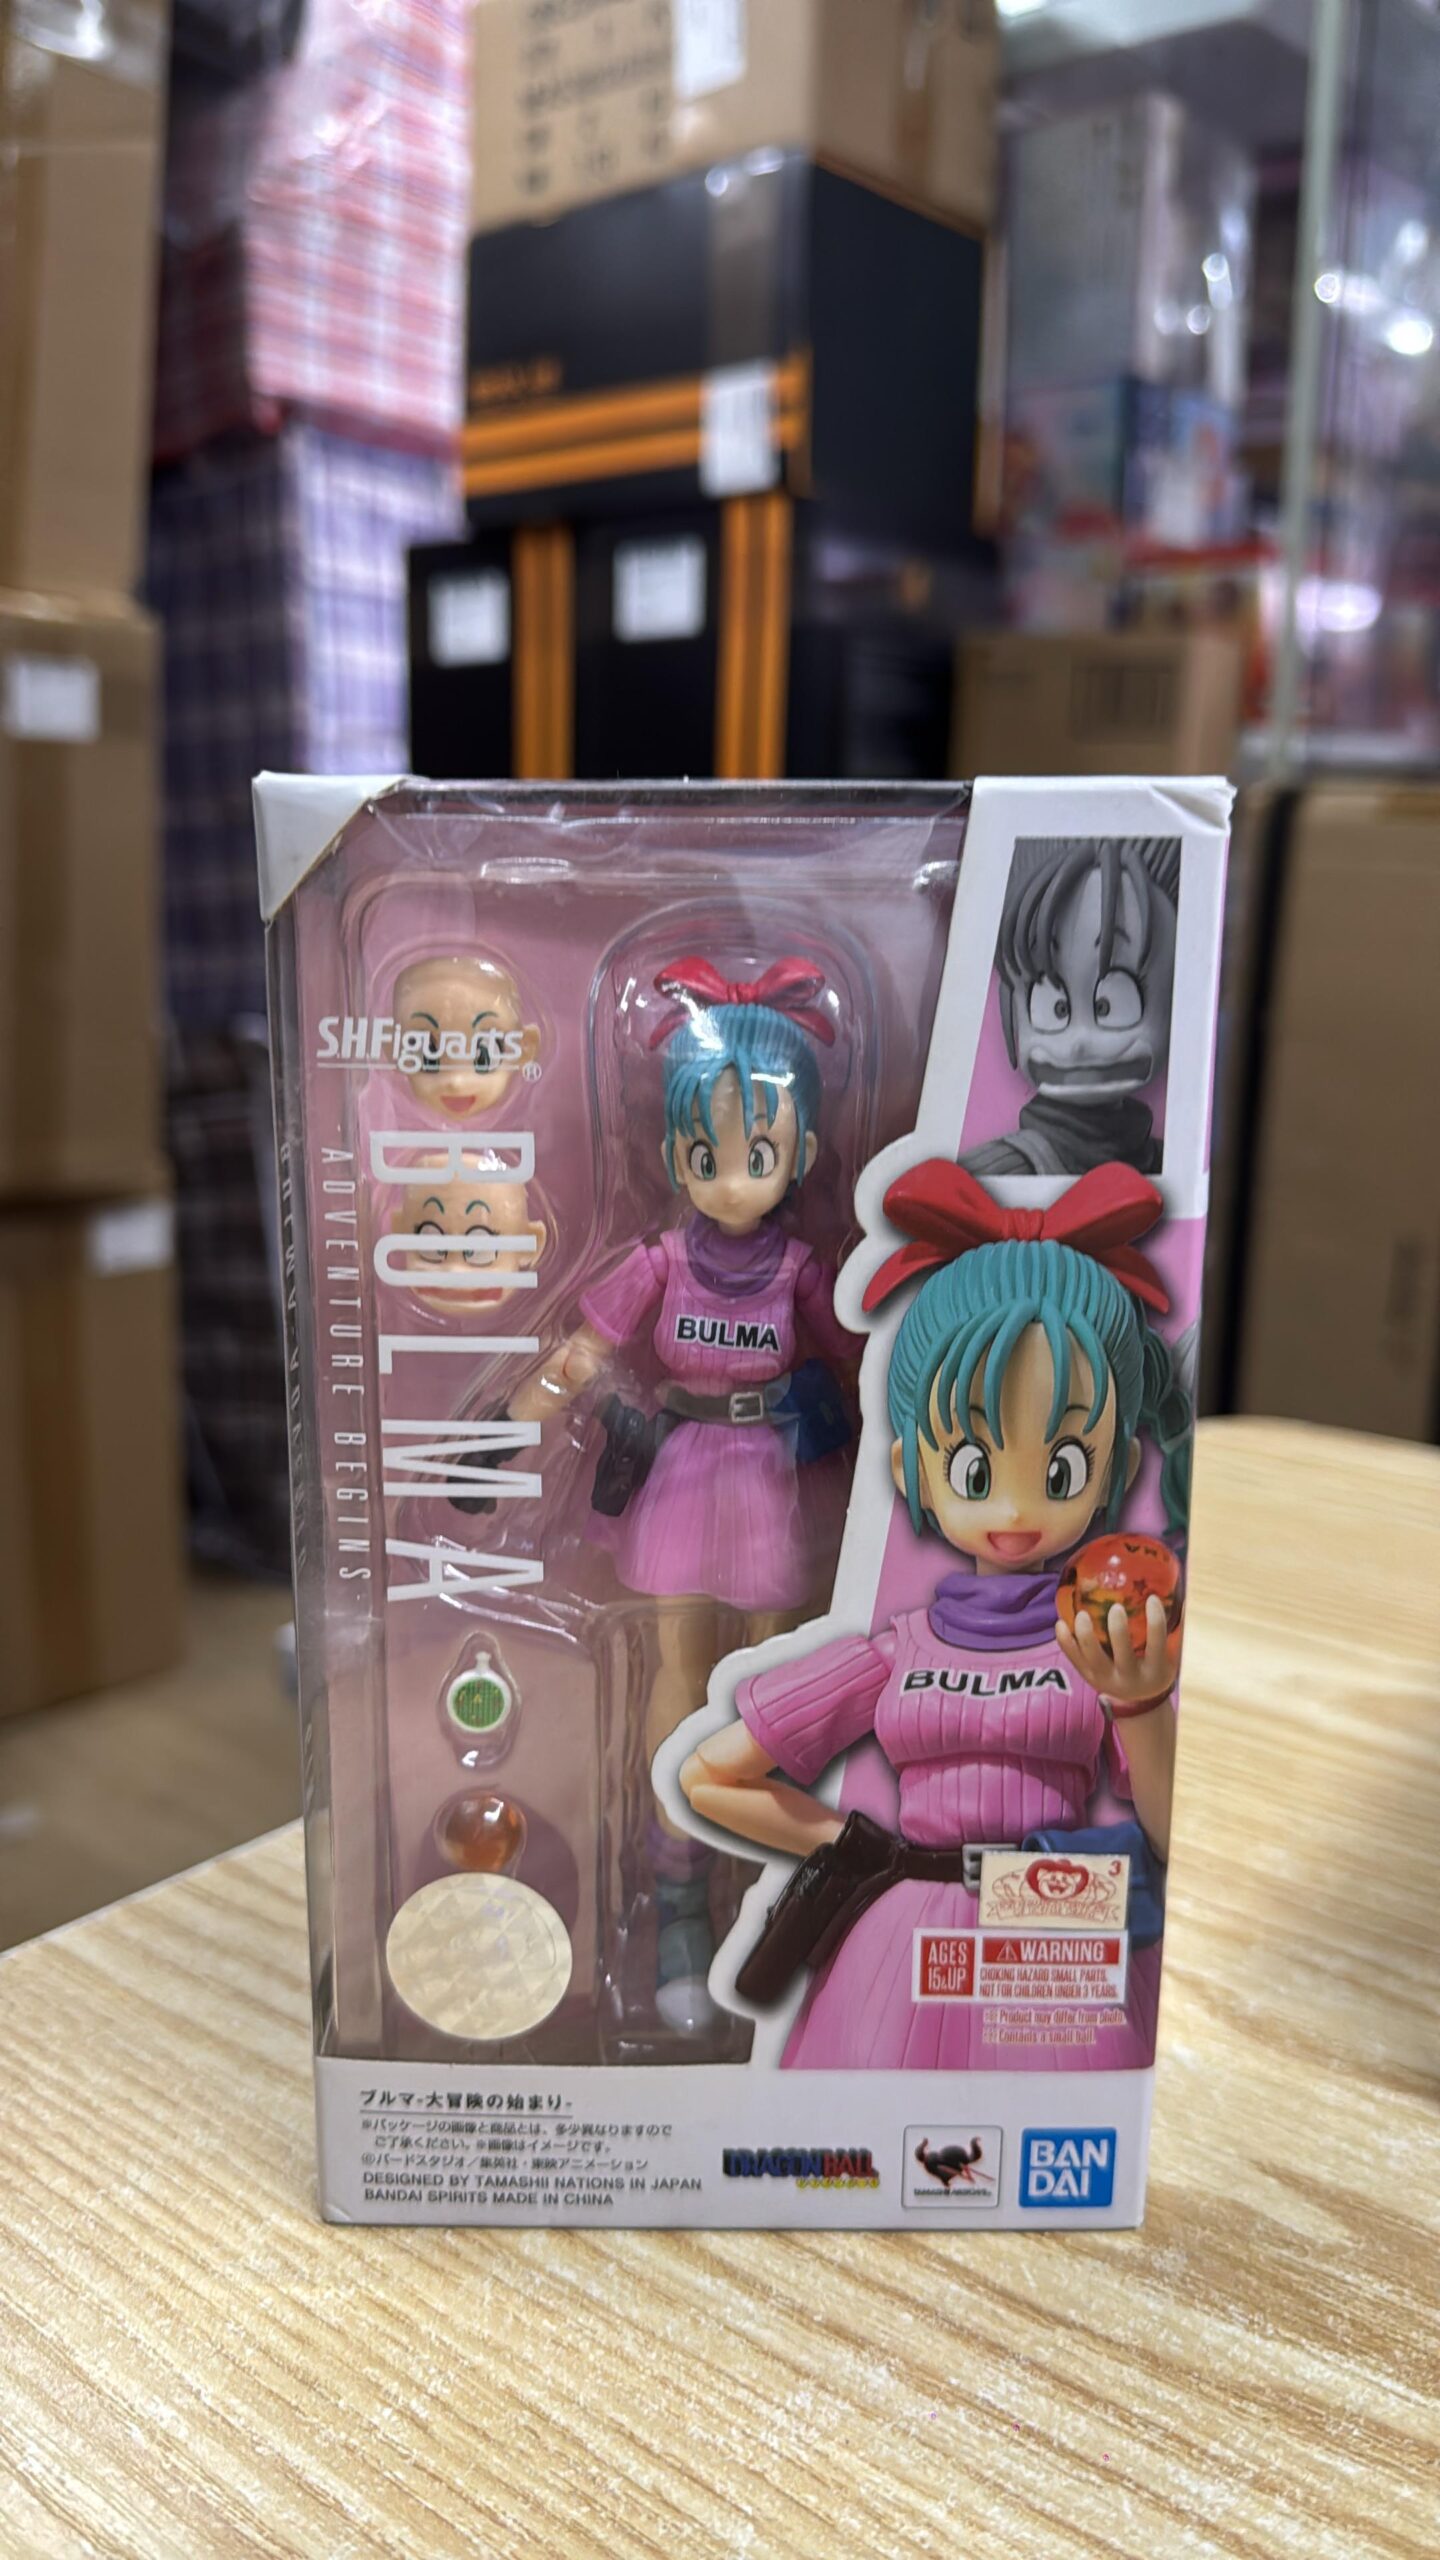 S.H.Figuarts®
BULMA
ADVENTURE BEGINS
BULMA
BULMA
3
AGES
15&UP
⚠WARNING
CHOKING HAZARD SMALL PARTS.
NOT FOR CHILDREN UNDER 3 YEARS.
※Product may differ from photo.
※Contains a small ball.
ブルマ-大冒険の始まり-
※パッケージの画像と商品とは、多少異なりますので
ご了承ください。※画像はイメージです。
©バードスタジオ／集英社・東映アニメーション
DESIGNED BY TAMASHII NATIONS IN JAPAN
BANDAI SPIRITS MADE IN CHINA
DRAGON BALL
TAMASHII NATIONS
BAN
DAI